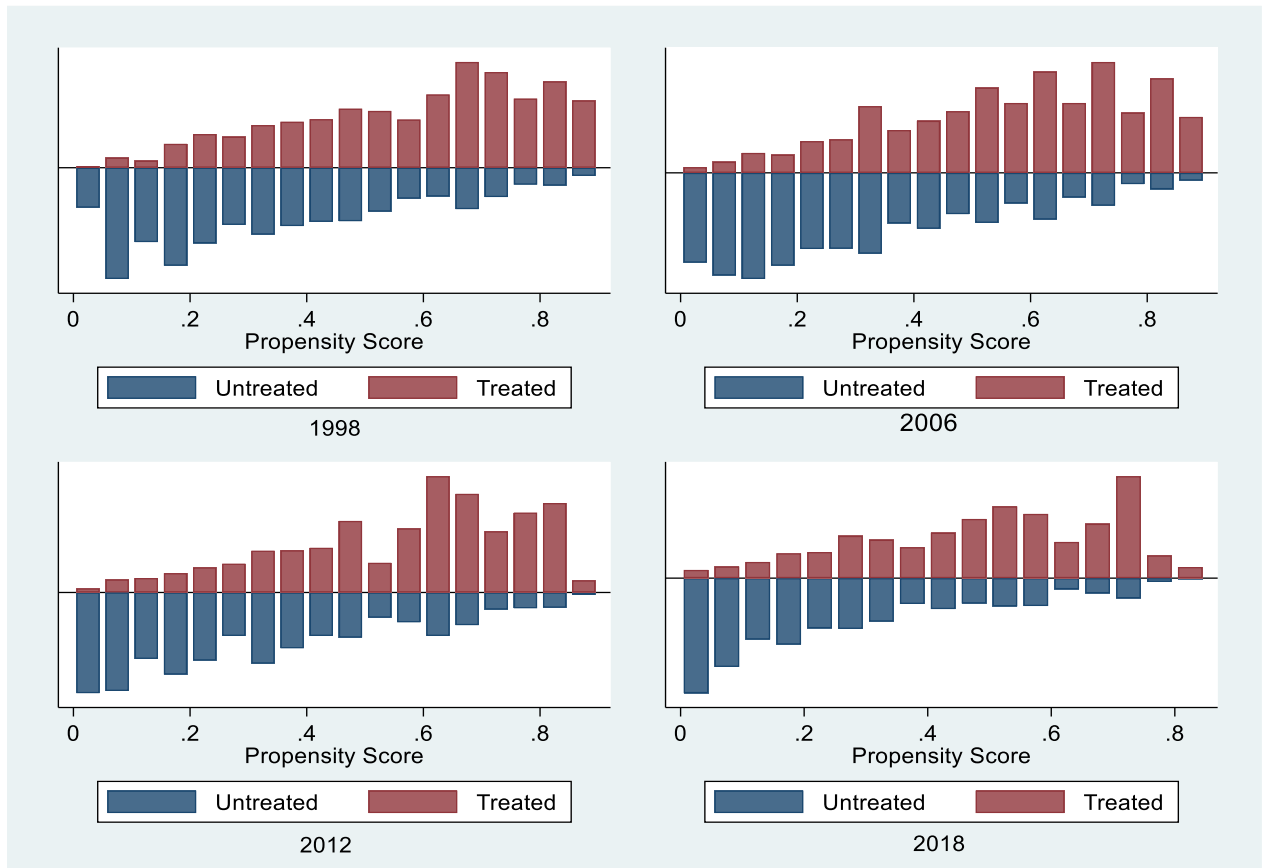 0 .2 .4 .6 .8
Propensity Score
Untreated Treated
1998
0 .2 .4 .6 .8
Propensity Score
Untreated Treated
2006
0 .2 .4 .6 .8
Propensity Score
Untreated Treated
2012
0 .2 .4 .6 .8
Propensity Score
Untreated Treated
2018